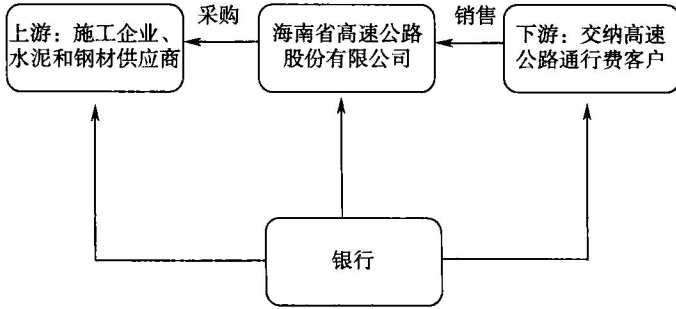 上游：施工企业、
水泥和钢材供应商
采购
海南省高速公路
股份有限公司
销售
下游：交纳高速
公路通行费客户
银行